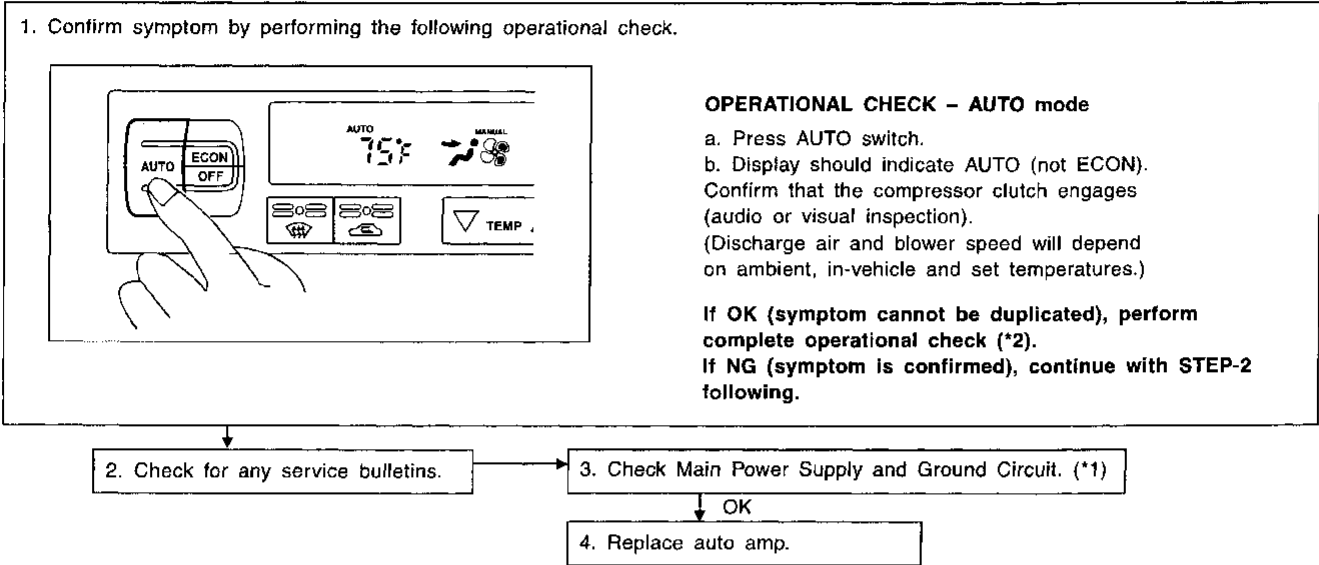 1. Confirm symptom by performing the following operational check.
AUTO
ECON
OFF
AUTO
75°F
MANUAL
TEMP
OPERATIONAL CHECK – AUTO mode
a. Press AUTO switch.
b. Display should indicate AUTO (not ECON).
Confirm that the compressor clutch engages
(audio or visual inspection).
(Discharge air and blower speed will depend
on ambient, in-vehicle and set temperatures.)
If OK (symptom cannot be duplicated), perform
complete operational check (*2).
If NG (symptom is confirmed), continue with STEP-2
following.
2. Check for any service bulletins.
3. Check Main Power Supply and Ground Circuit. (*1)
OK
4. Replace auto amp.